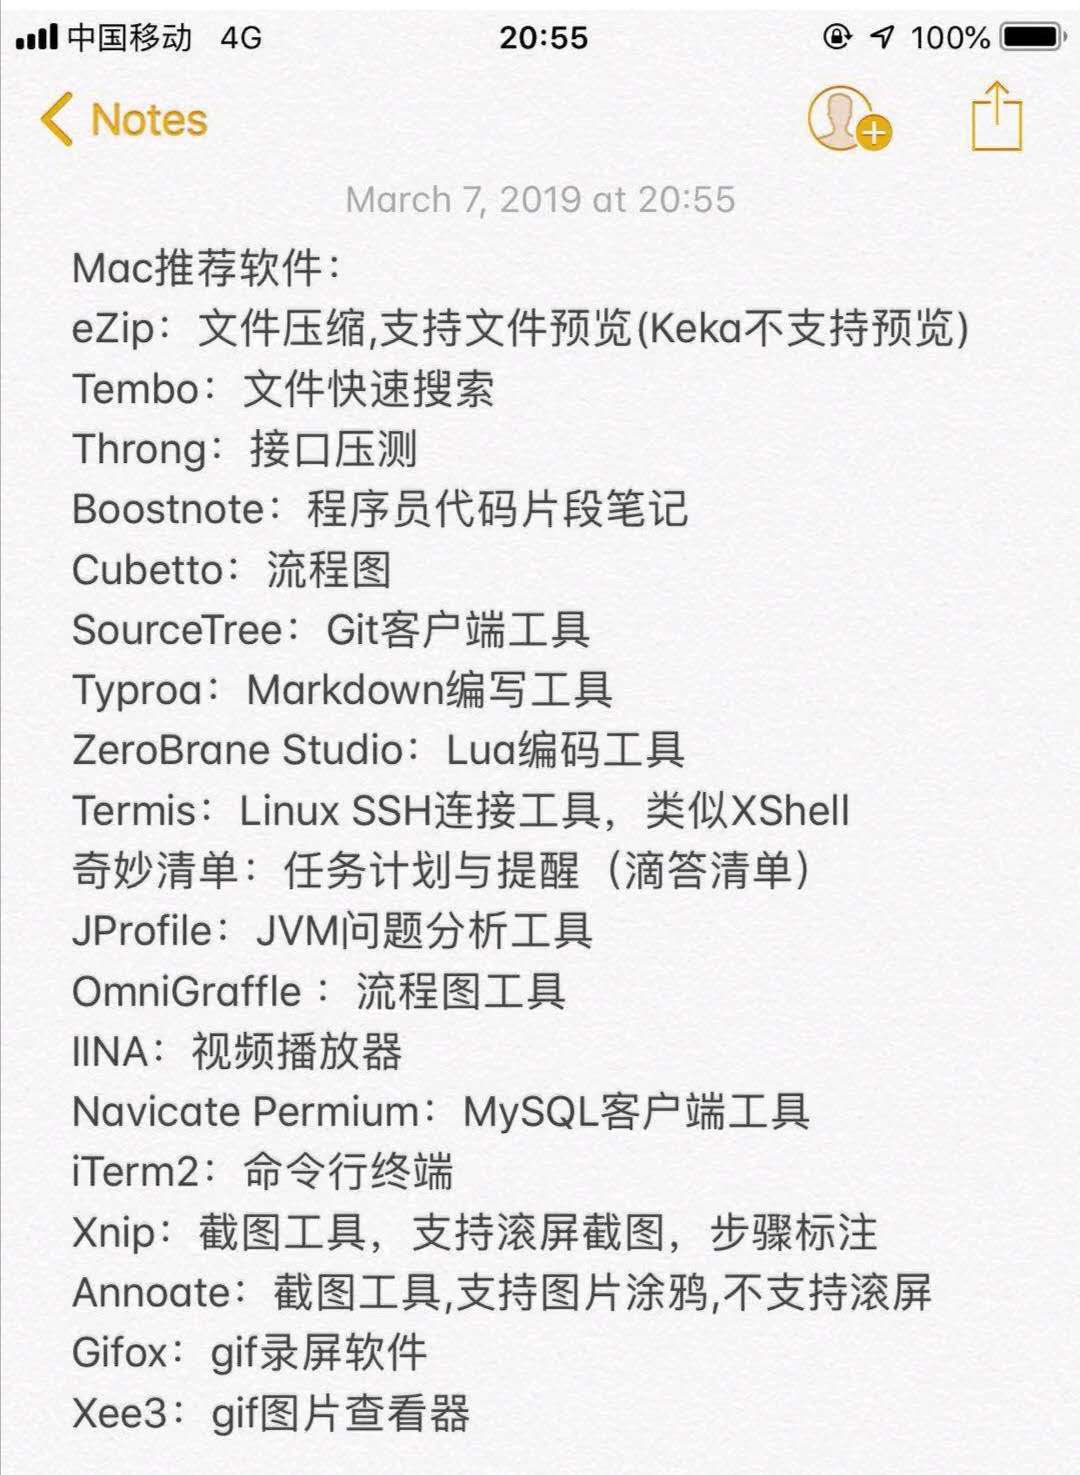 中国移动 4G 20:55 100%
Notes
March 7, 2019 at 20:55
Mac推荐软件：
eZip：文件压缩,支持文件预览(Keka不支持预览)
Tembo：文件快速搜索
Throng：接口压测
Boostnote：程序员代码片段笔记
Cubetto：流程图
SourceTree：Git客户端工具
Typroa：Markdown编写工具
ZeroBrane Studio：Lua编码工具
Termis：Linux SSH连接工具，类似XShell
奇妙清单：任务计划与提醒（滴答清单）
JProfile：JVM问题分析工具
OmniGraffle ：流程图工具
IINA：视频播放器
Navicate Permium：MySQL客户端工具
iTerm2：命令行终端
Xnip：截图工具，支持滚屏截图，步骤标注
Annoate：截图工具,支持图片涂鸦,不支持滚屏
Gifox：gif录屏软件
Xee3：gif图片查看器